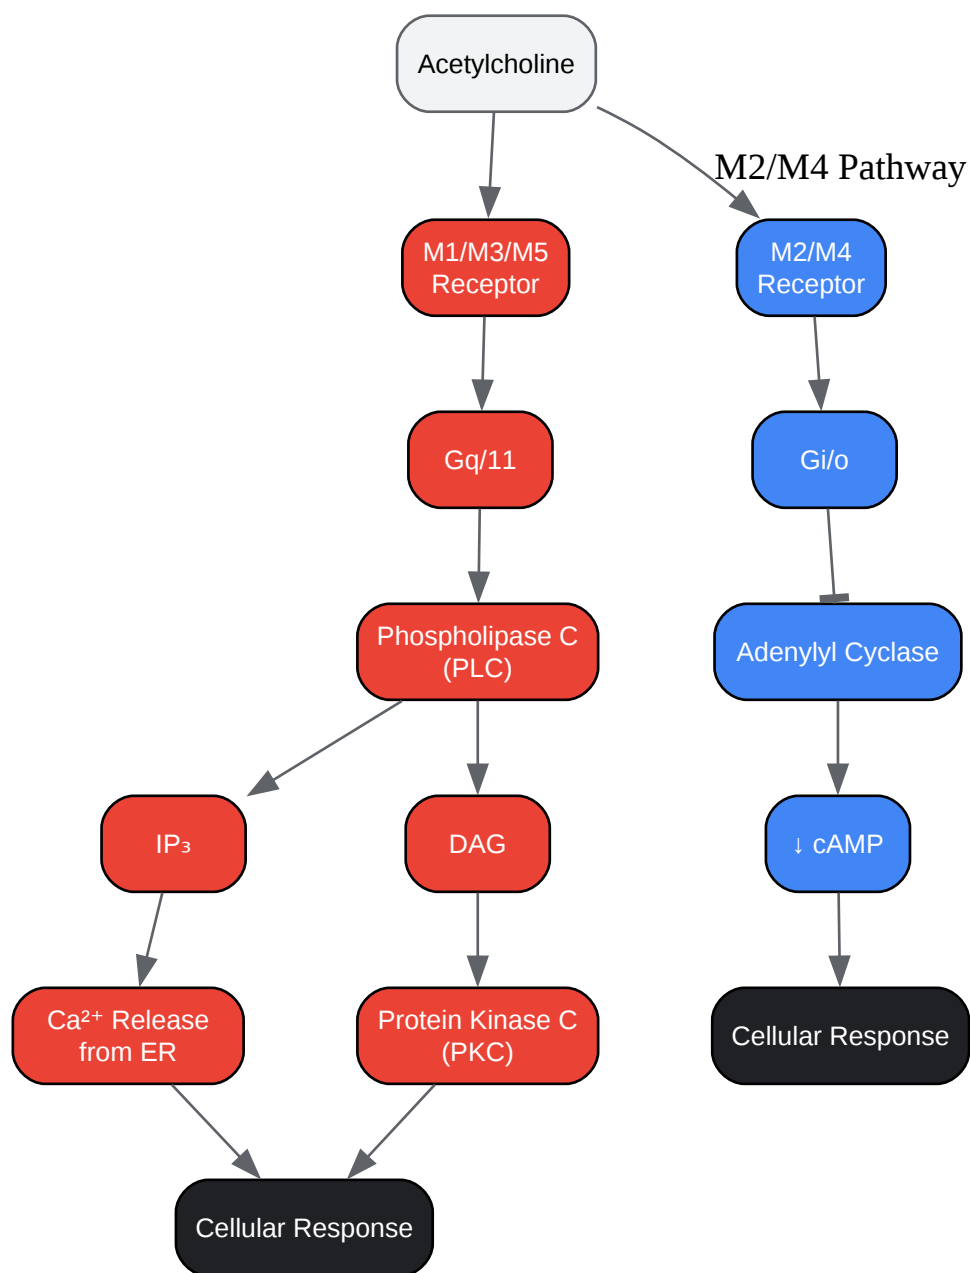 Acetylcholine
M2/M4 Pathway
M1/M3/M5
Receptor
M2/M4
Receptor
Gq/11
Gi/o
Phospholipase C
(PLC)
Adenylyl Cyclase
IP₃
DAG
↓ cAMP
Ca²⁺ Release
from ER
Protein Kinase C
(PKC)
Cellular Response
Cellular Response